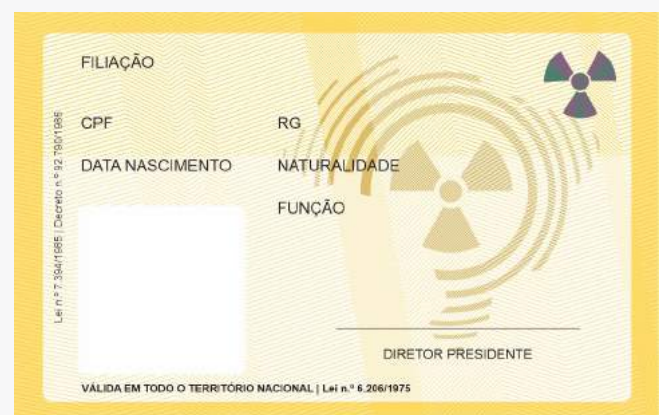 FILIAÇÃO
CPF RG
DATA NASCIMENTO NATURALIDADE
FUNÇÃO
DIRETOR PRESIDENTE
VÁLIDA EM TODO O TERRITÓRIO NACIONAL | Lei n.º 6.206/1975
Lei n.º 7.394/1985 | Decreto n.º 92.790/1986